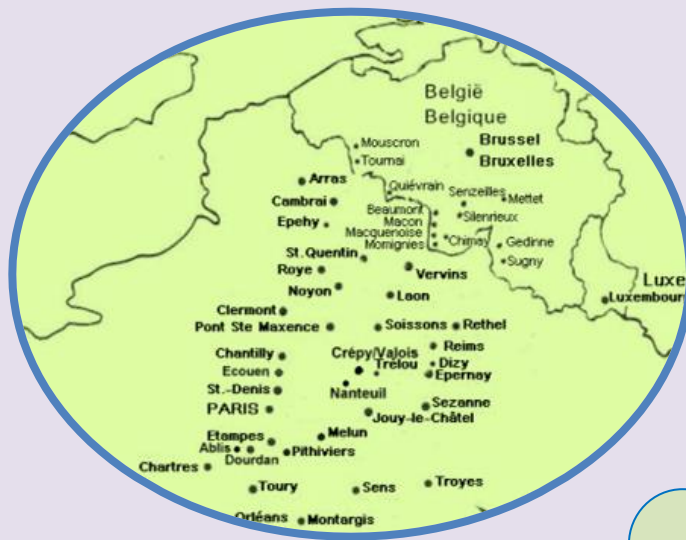 België
Belgique
Brussel
Bruxelles
Mouscron
Tournai
Arras
Quiévrain
Cambrai
Senzeilles
Mettet
Beaumont
Silenrieux
Epehy
Macon
Macquenoise
Momignies
Chimay
Gedinne
St.Quentin
Sugny
Roye
Vervins
Luxe
Noyon
Laon
Luxembourg
Clermont
Pont Ste Maxence
Soissons
Rethel
Reims
Chantilly
Crépy/Valois
Dizy
Ecouen
Trélou
Epernay
St.-Denis
Nanteuil
PARIS
Sezanne
Jouy-le-Châtel
Etampes
Melun
Ablis
Dourdan
Pithiviers
Chartres
Toury
Sens
Troyes
Orléans
Montargis